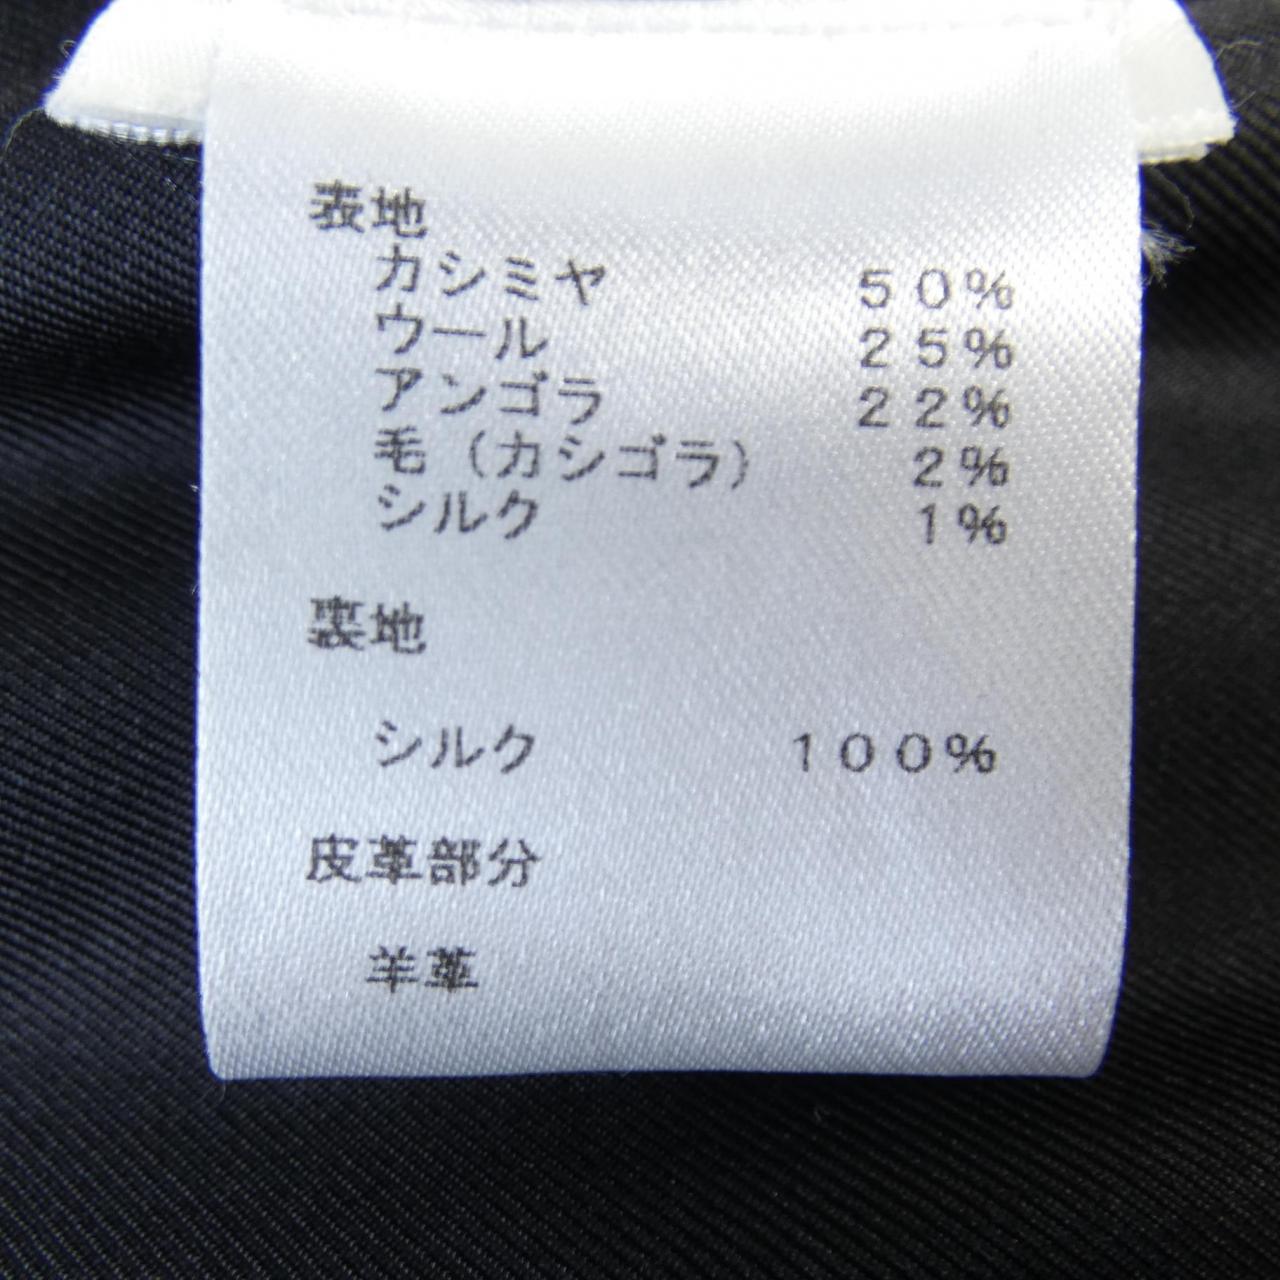 表地
カシミヤ 50%
ウール 25%
アンゴラ 22%
毛(カシゴラ) 2%
シルク 1%
裏地
シルク 100%
皮革部分
羊革